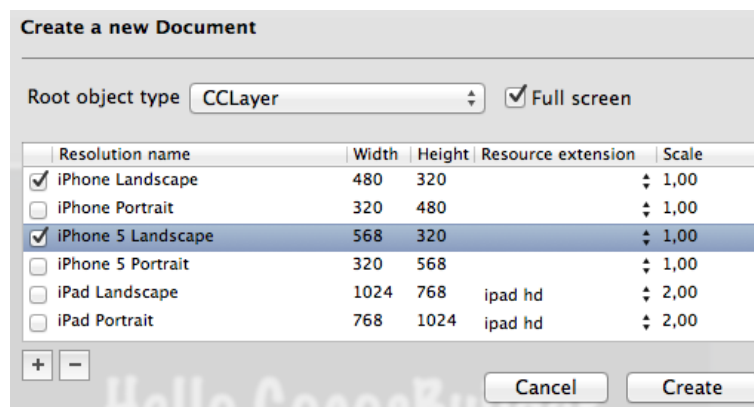 Create a new Document
Root object type CCLayer Full screen
Resolution name Width Height Resource extension Scale
iPhone Landscape 480 320 1,00
iPhone Portrait 320 480 1,00
iPhone 5 Landscape 568 320 1,00
iPhone 5 Portrait 320 568 1,00
iPad Landscape 1024 768 ipad hd 2,00
iPad Portrait 768 1024 ipad hd 2,00
+ −
Cancel Create